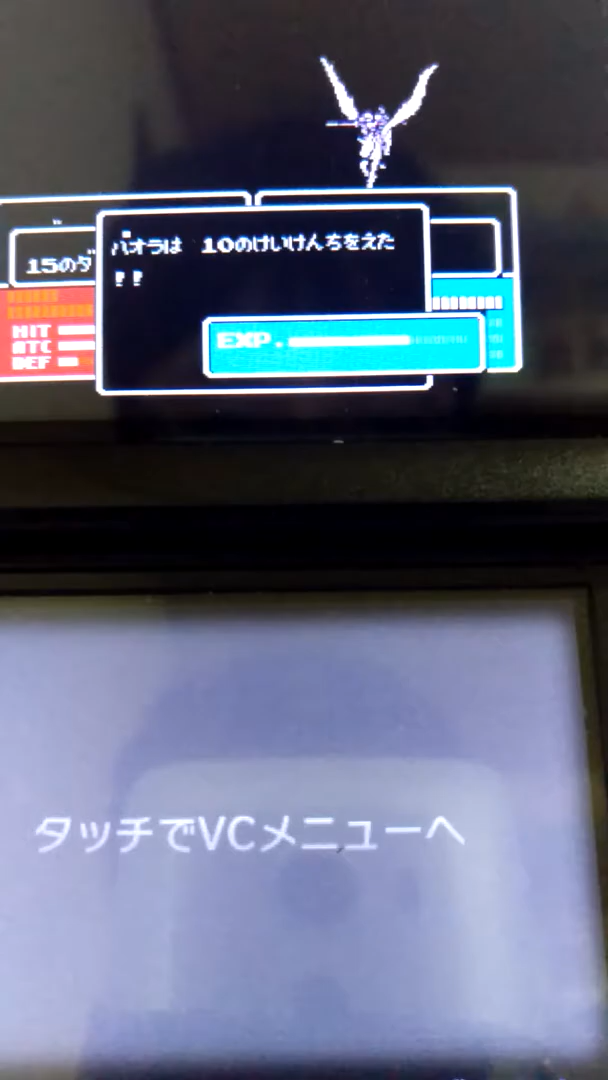 パオラは 10のけいけんちをえた
!!
15のダ
HIT
ATC
DEF
EXP.
タッチでVCメニューへ